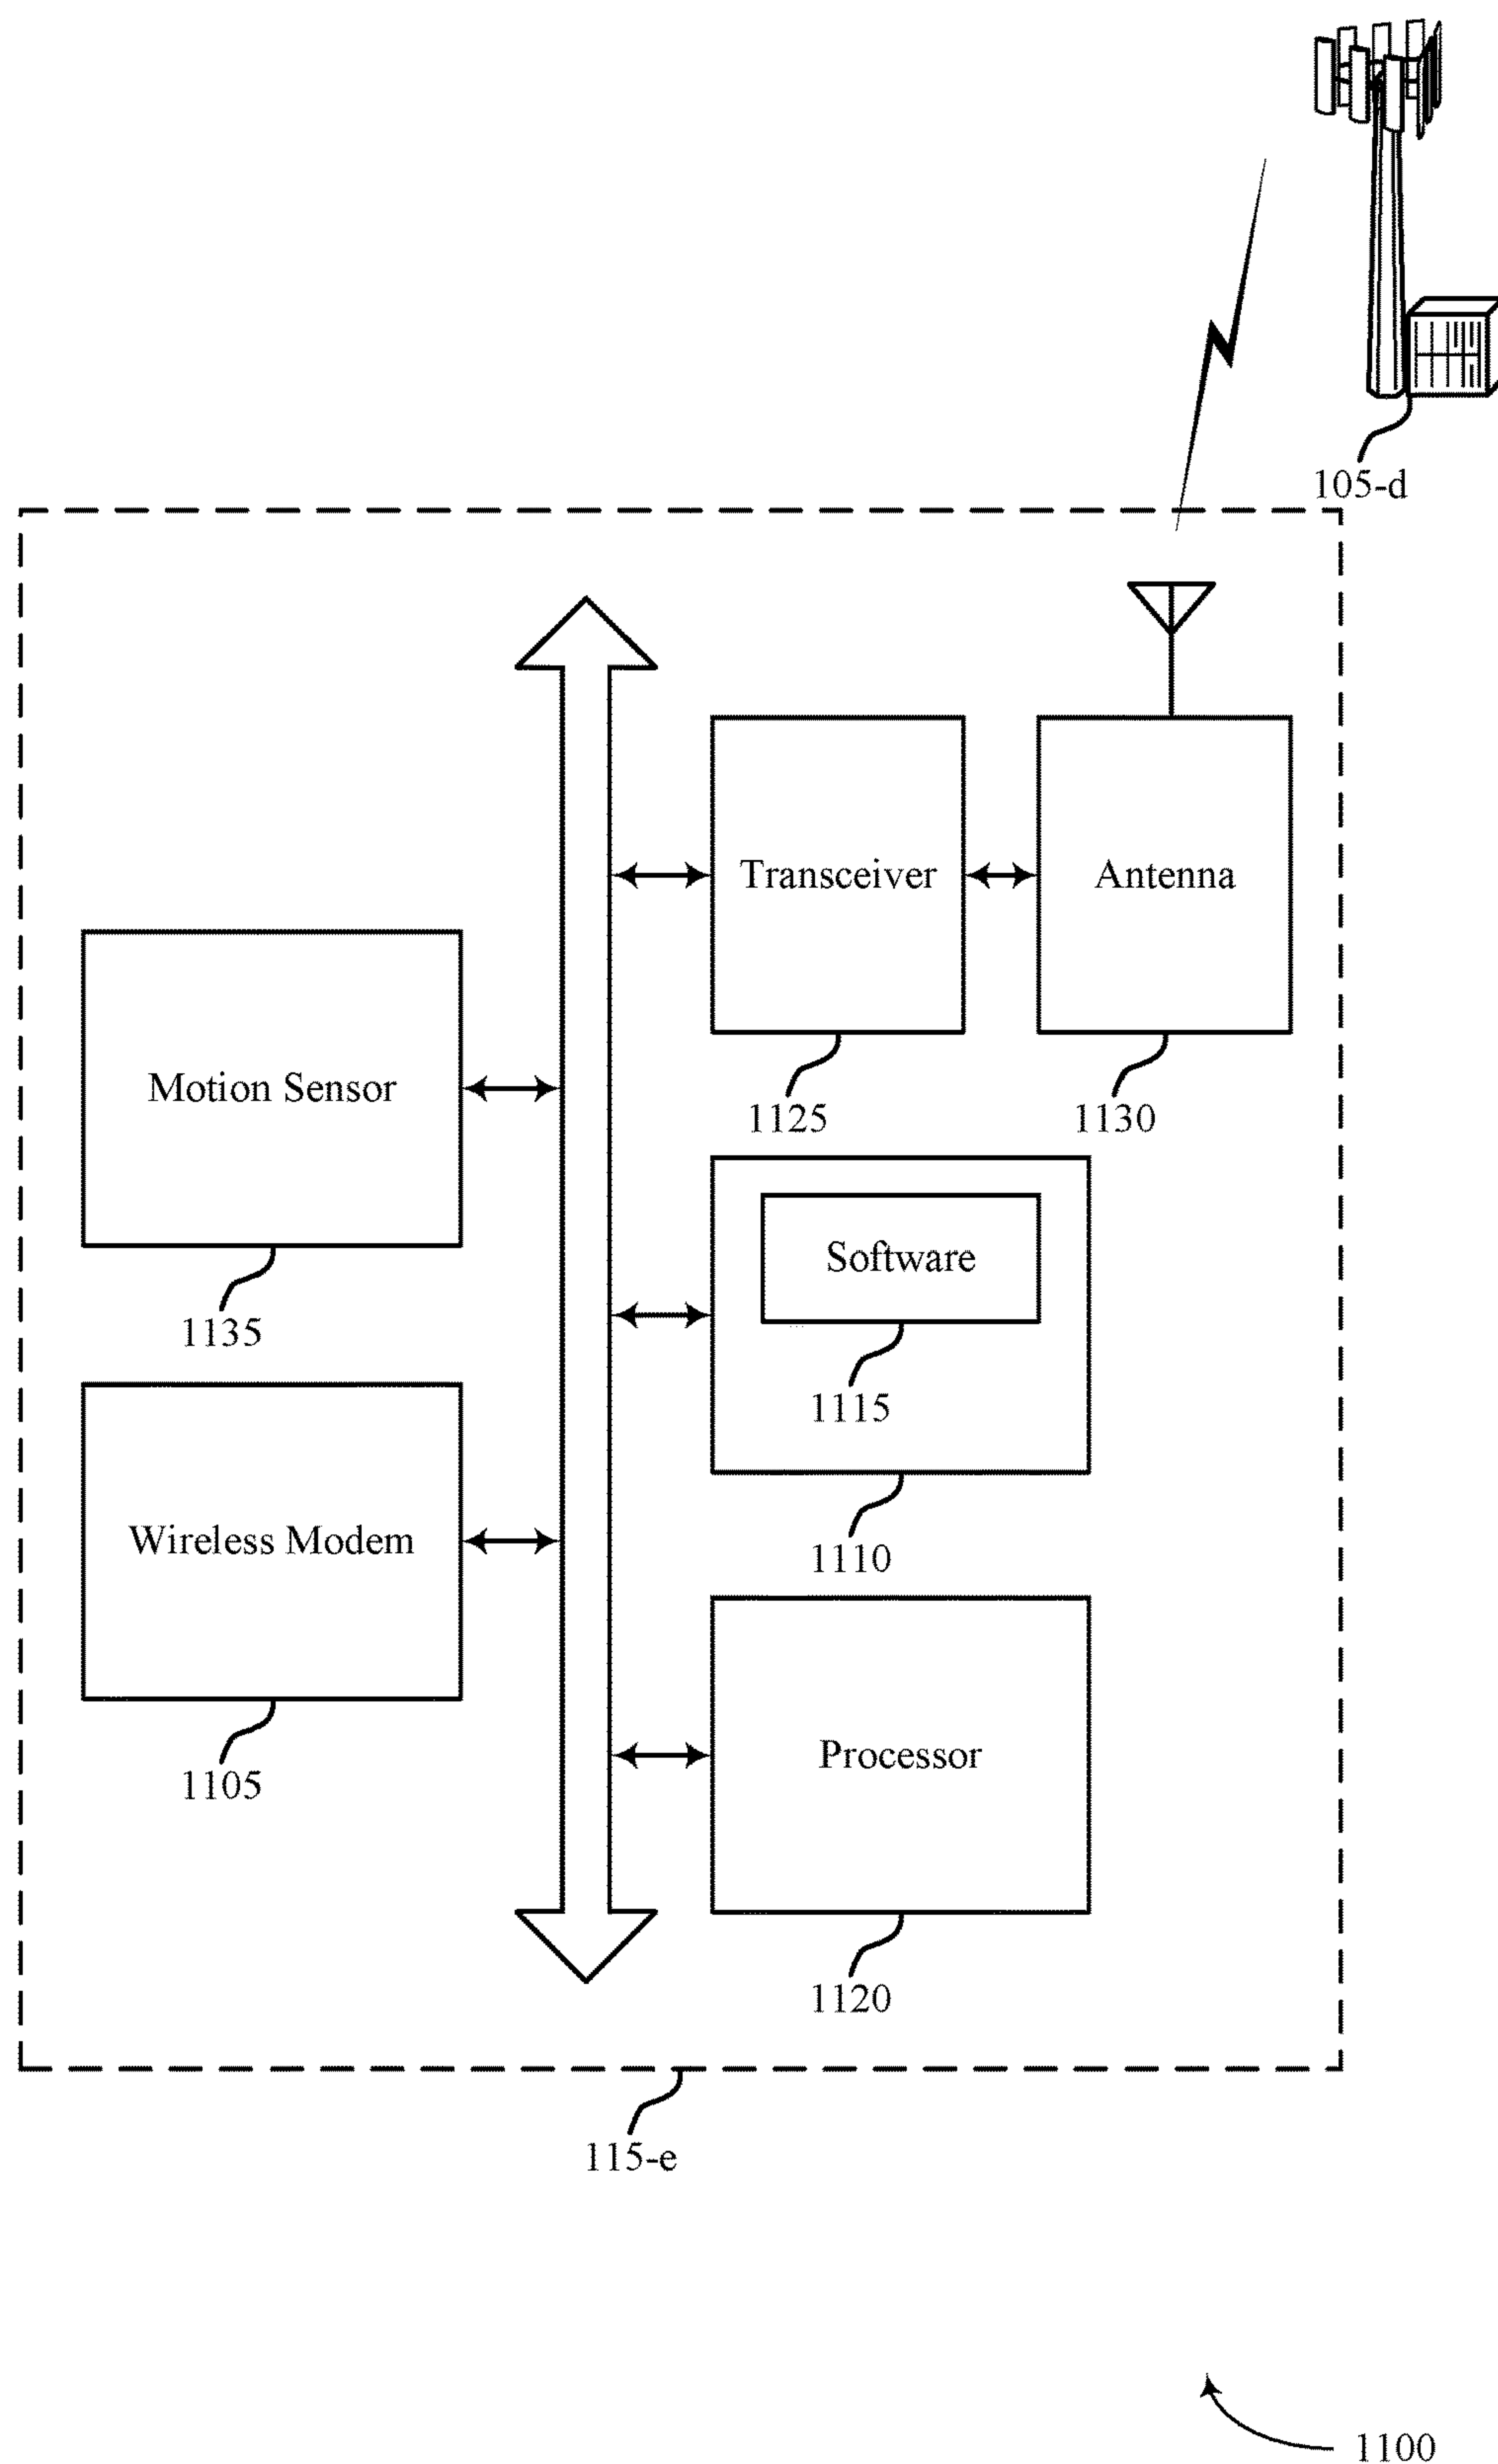 105-d
Transceiver
Antenna
Motion Sensor
1125
1130
Software
1135
1115
Wireless Modem
1110
Processor
1105
1120
115-e
1100